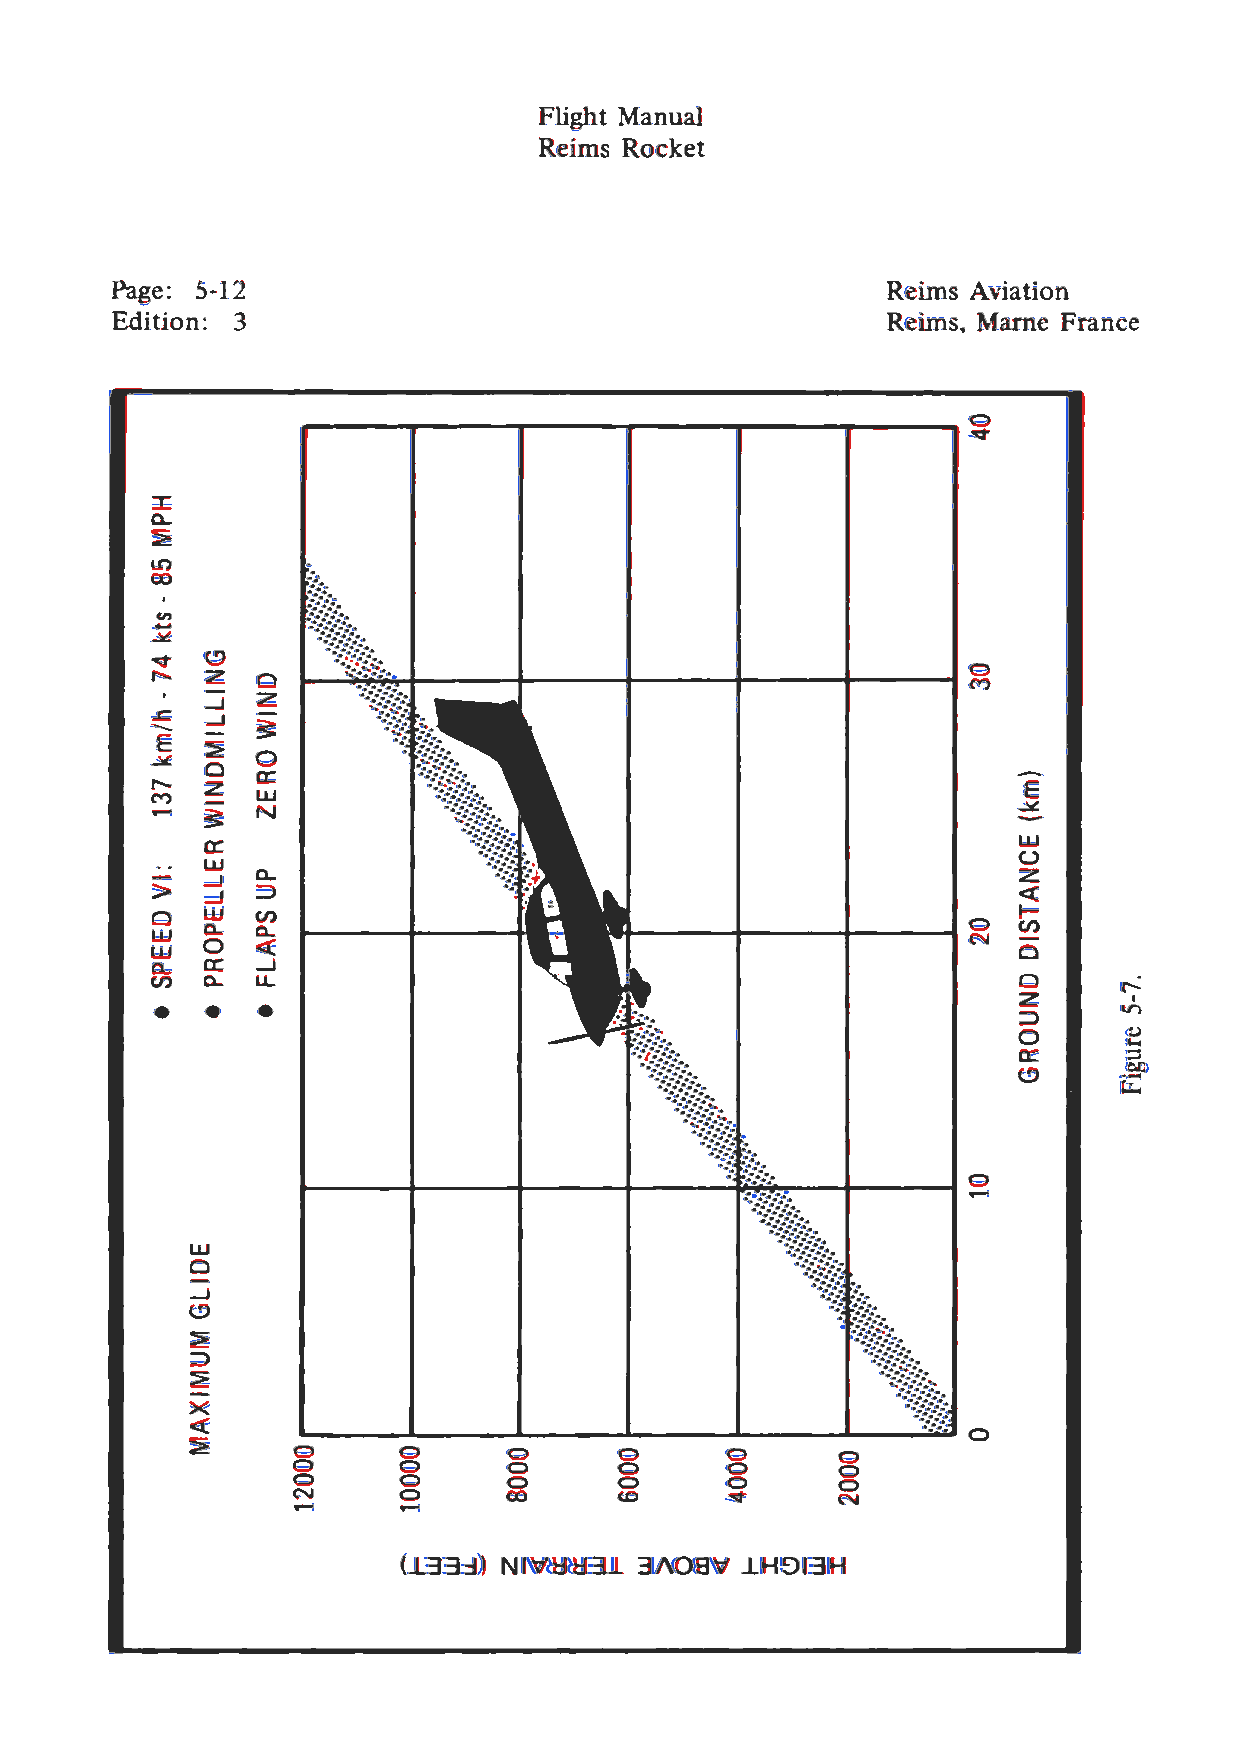 Flight Manual
Reims Rocket
Page: 5-12
Edition: 3
Reims Aviation
Reims, Marne France
MAXIMUM GLIDE
• SPEED VI: 137 km/h - 74 kts - 85 MPH
• PROPELLER WINDMILLING
• FLAPS UP ZERO WIND
HEIGHT ABOVE TERRAIN (FEET)
12000
10000
8000
6000
4000
2000
0
10
20
30
40
GROUND DISTANCE (km)
Figure 5-7.